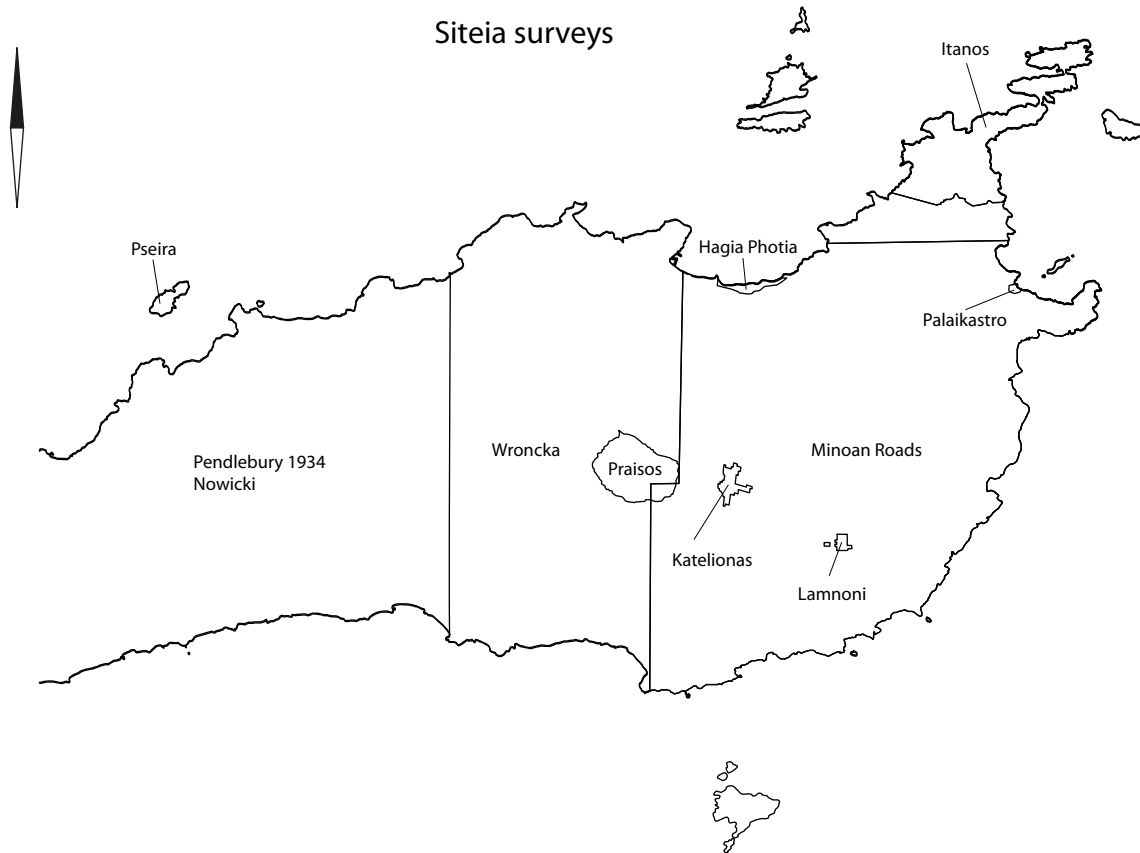 Siteia surveys
Itanos
Pseira
Hagia Photia
Palaikastro
Pendlebury 1934
Nowicki
Wroncka
Praisos
Minoan Roads
Katelionas
Lamnoni